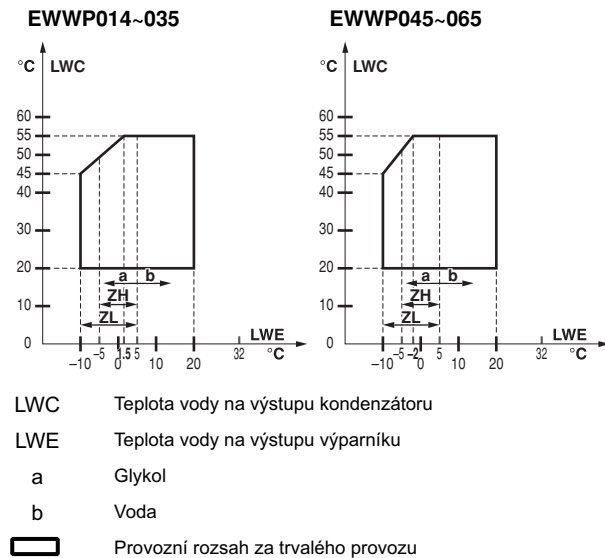 EWWP014~035
°C LWC
60
55
50
45
40
30
20
10
0
a b
ZH
ZL
LWE
°C
–10 –5 0 1.5 5 10 20 32
EWWP045~065
°C LWC
60
55
50
45
40
30
20
10
0
a b
ZH
ZL
LWE
°C
–10 –5 –2 0 5 10 20 32
LWC Teplota vody na výstupu kondenzátoru
LWE Teplota vody na výstupu výparníku
a Glykol
b Voda
Provozní rozsah za trvalého provozu